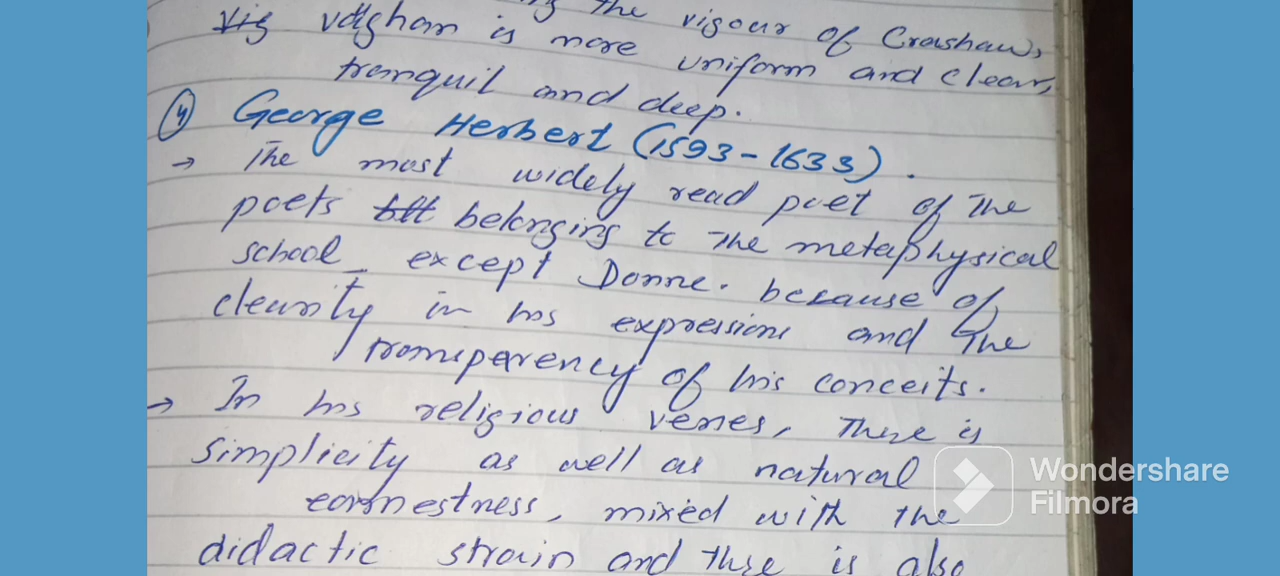 the vigour of Crashaw,
Vaughan is more uniform and clear,
tranquil and deep.
4 George Herbert (1593-1633).
→ The most widely read poet of the
poets belonging to the metaphysical
school except Donne. because of
clearity in his expressions and the
transparency of his conceits.
→ In his religious verses, there is
simplicity as well as natural
earnestness, mixed with the
didactic strain and there is also
Wondershare
Filmora